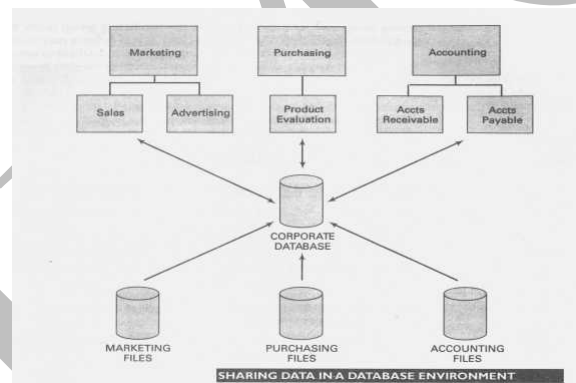 Marketing
Purchasing
Accounting
Sales
Advertising
Product
Evaluation
Accts
Receivable
Accts
Payable
CORPORATE
DATABASE
MARKETING
FILES
PURCHASING
FILES
ACCOUNTING
FILES
SHARING DATA IN A DATABASE ENVIRONMENT